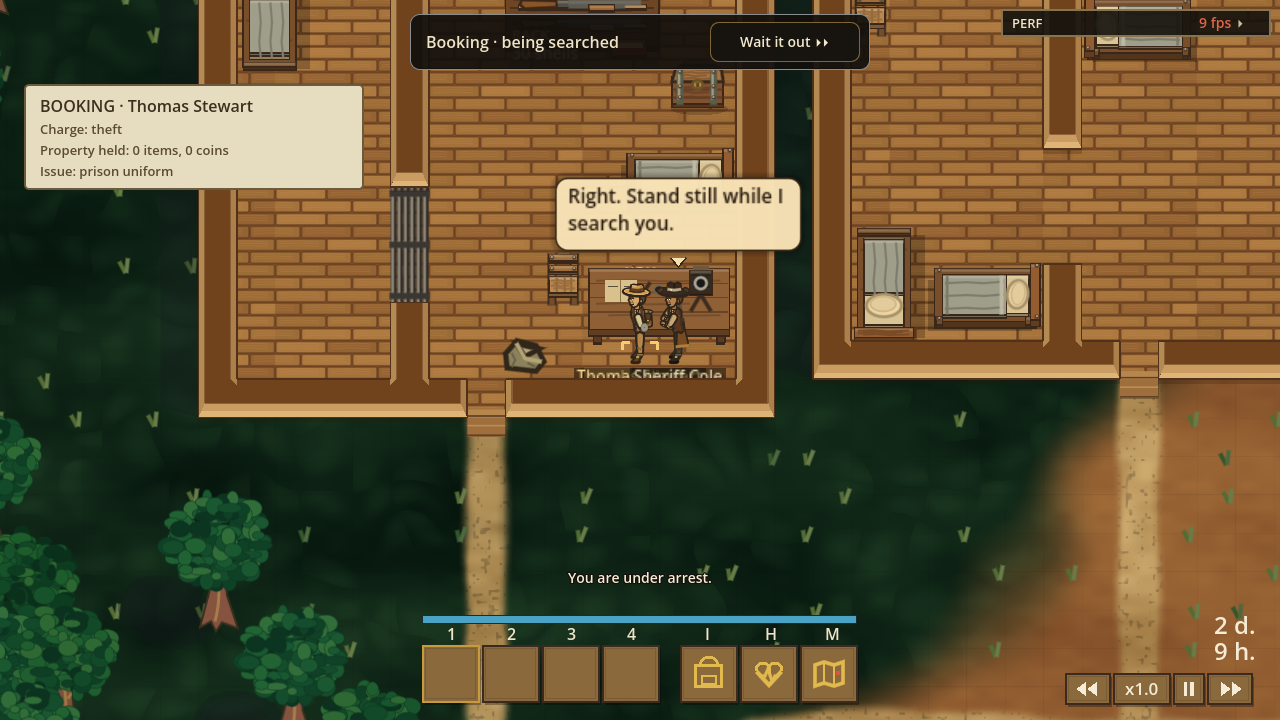 Booking · being searched
Wait it out
PERF
9 fps
BOOKING · Thomas Stewart
Charge: theft
Property held: 0 items, 0 coins
Issue: prison uniform
Right. Stand still while I
search you.
Sheriff Cole
You are under arrest.
1 2 3 4 I H M
2 d.
9 h.
x1.0